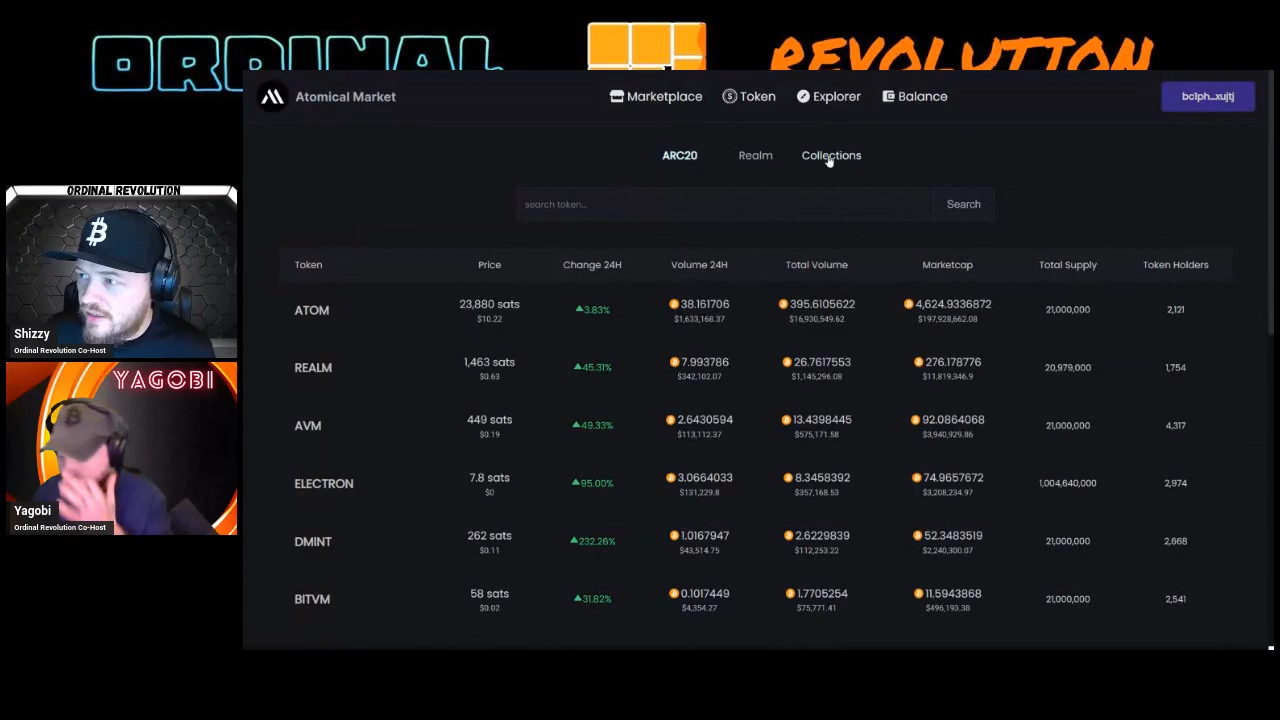 ORDINAL
REVOLUTION
Atomical Market
Marketplace
Token
Explorer
Balance
bc1ph...xujtj
ARC20
Realm
Collections
search token...
Search
Token Price Change 24H Volume 24H Total Volume Marketcap Total Supply Token Holders
ATOM 23,880 sats 3.83% 38.161706 395.6105622 4,624.9336872 21,000,000 2,121
$10.22 $1,633,168.37 $16,930,549.62 $197,928,662.08
REALM 1,463 sats 45.31% 7.993786 26.7617553 276.178776 20,979,000 1,754
$0.63 $342,102.07 $1,145,296.08 $11,819,346.9
AVM 449 sats 49.33% 2.6430594 13.4398445 92.0864068 21,000,000 4,317
$0.19 $113,112.37 $575,171.58 $3,940,929.86
ELECTRON 7.8 sats 95.00% 3.0664033 8.3458392 74.9657672 1,004,640,000 2,974
$0 $131,229.8 $357,168.53 $3,208,234.97
DMINT 262 sats 232.26% 1.0167947 2.6229839 52.3483519 21,000,000 2,668
$0.11 $43,514.75 $112,253.22 $2,240,300.07
BITVM 58 sats 31.82% 0.1017449 1.7705254 11.5943868 21,000,000 2,541
$0.02 $4,354.27 $75,771.41 $496,193.38
ORDINAL REVOLUTION
Shizzy
Ordinal Revolution Co-Host
YAGOBI
Yagobi
Ordinal Revolution Co-Host